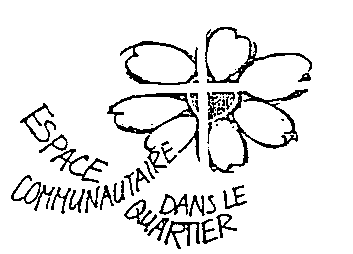 ESPACE
COMMUNAUTAIRE
DANS LE
QUARTIER